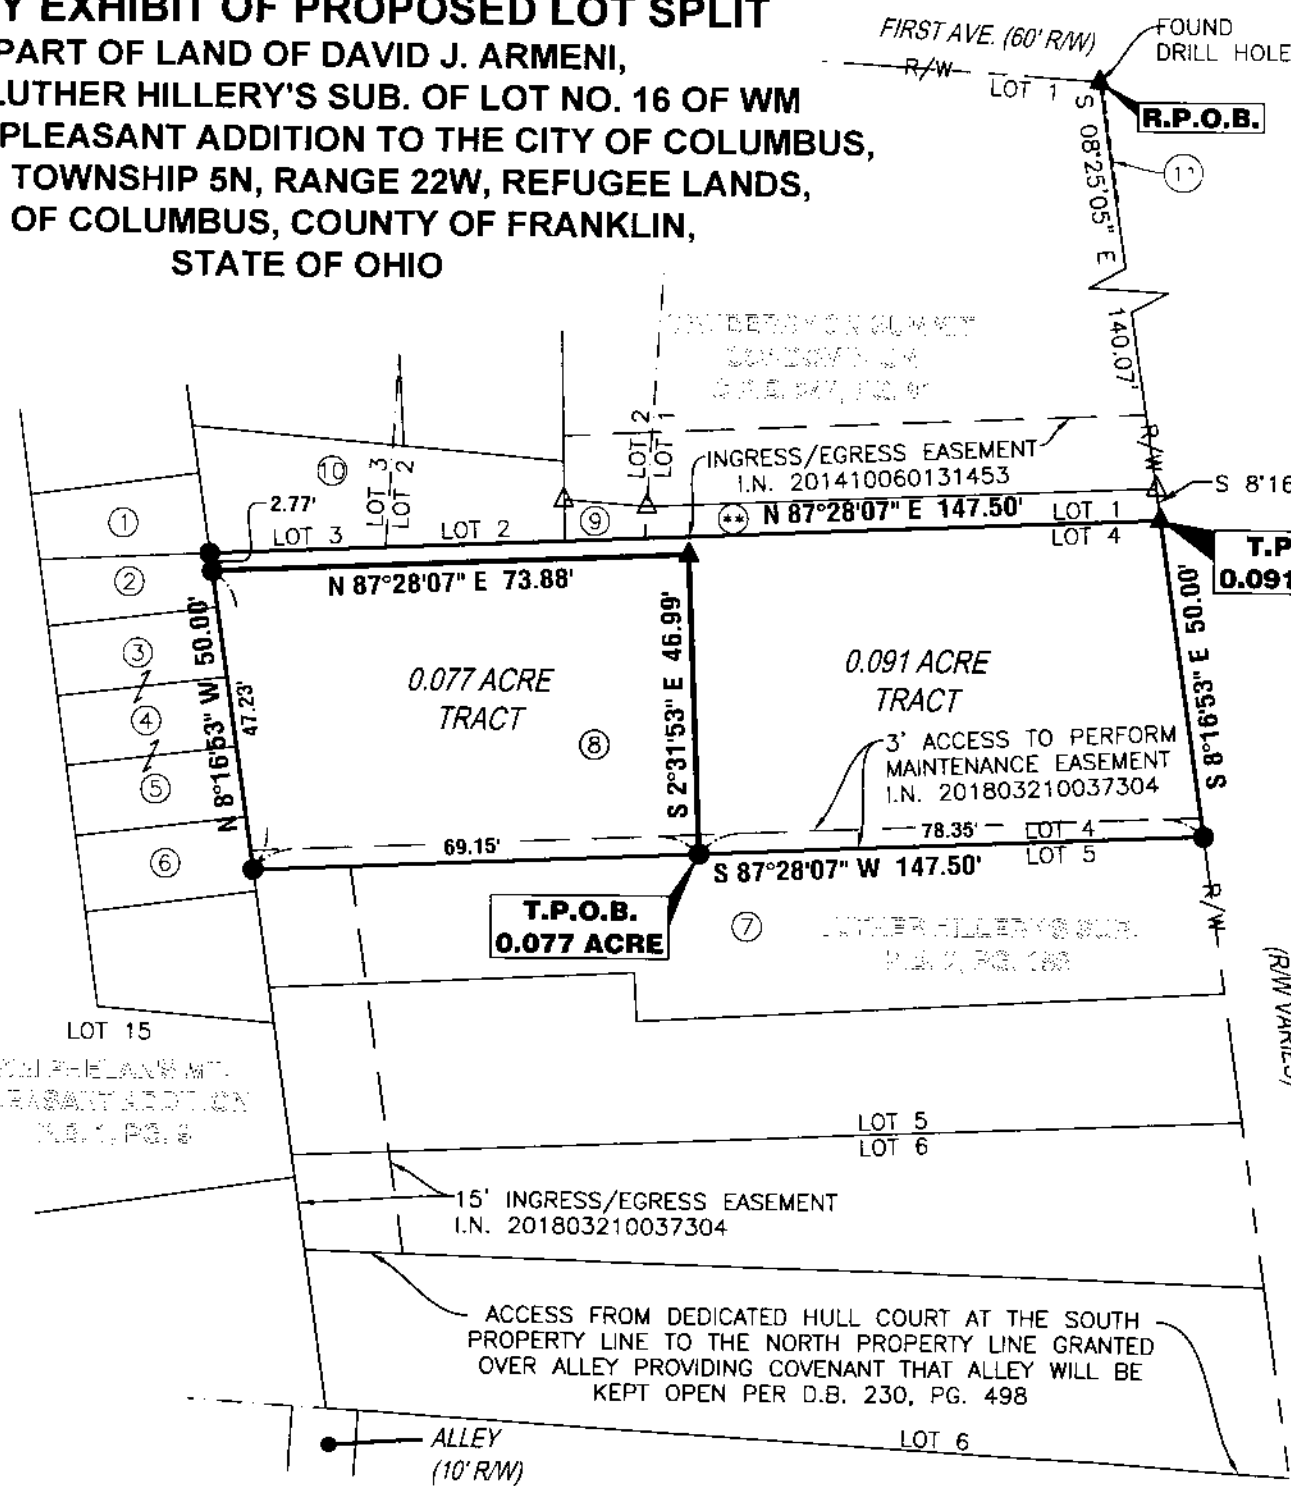 Y EXHIBIT OF PROPOSED LOT SPLIT
PART OF LAND OF DAVID J. ARMENI,
LUTHER HILLERY'S SUB. OF LOT NO. 16 OF WM
PLEASANT ADDITION TO THE CITY OF COLUMBUS,
TOWNSHIP 5N, RANGE 22W, REFUGEE LANDS,
OF COLUMBUS, COUNTY OF FRANKLIN,
STATE OF OHIO
FIRST AVE. (60' R/W)
FOUND
DRILL HOLE
R/W
LOT 1
R.P.O.B.
S 08°25'05" E 140.07'
R/W
CONDOMINIUM
LOT 2
LOT 1
INGRESS/EGRESS EASEMENT
I.N. 201410060131453
S 8°16
10
LOT 3
LOT 2
2.77'
LOT 3
LOT 2
9
**
N 87°28'07" E 147.50'
LOT 1
LOT 4
T.P
0.091
N 87°28'07" E 73.88'
1
2
3
4
5
6
N 8°16'53" W 50.00'
47.23'
0.077 ACRE
TRACT
8
S 2°31'53" E 46.99'
0.091 ACRE
TRACT
3' ACCESS TO PERFORM
MAINTENANCE EASEMENT
I.N. 201803210037304
S 8°16'53" E 50.00'
69.15'
78.35'
LOT 4
LOT 5
S 87°28'07" W 147.50'
T.P.O.B.
0.077 ACRE
7
LUTHER HILLERY'S SUB.
R/W
(R/W VARIES)
LOT 15
WM PHELAN'S MT.
PLEASANT ADDITION
LOT 5
LOT 6
15' INGRESS/EGRESS EASEMENT
I.N. 201803210037304
ACCESS FROM DEDICATED HULL COURT AT THE SOUTH
PROPERTY LINE TO THE NORTH PROPERTY LINE GRANTED
OVER ALLEY PROVIDING COVENANT THAT ALLEY WILL BE
KEPT OPEN PER D.B. 230, PG. 498
LOT 6
ALLEY
(10' R/W)